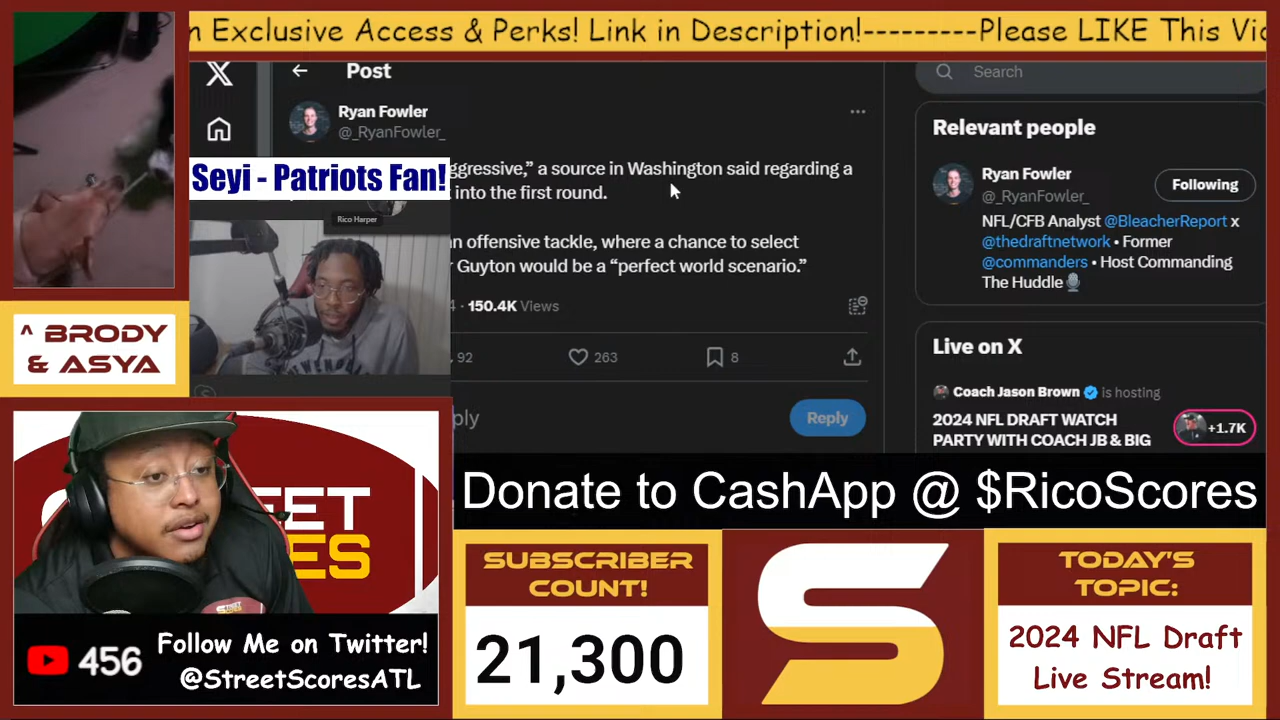 n Exclusive Access & Perks! Link in Description!---------Please LIKE This Vid
Post
Search
Ryan Fowler
@_RyanFowler_
ggressive,” a source in Washington said regarding a
into the first round.
n offensive tackle, where a chance to select
r Guyton would be a “perfect world scenario.”
4 · 150.4K Views
92
263
8
ply
Reply
Seyi - Patriots Fan!
Rico Harper
Relevant people
Ryan Fowler
@_RyanFowler_
Following
NFL/CFB Analyst @BleacherReport x
@thedraftnetwork • Former
@commanders • Host Commanding
The Huddle
Live on X
Coach Jason Brown is hosting
2024 NFL DRAFT WATCH
PARTY WITH COACH JB & BIG
+1.7K
^ BRODY
& ASYA
EET
ES
Donate to CashApp @ $RicoScores
456
Follow Me on Twitter!
@StreetScoresATL
SUBSCRIBER
COUNT!
21,300
S
TODAY'S
TOPIC:
2024 NFL Draft
Live Stream!